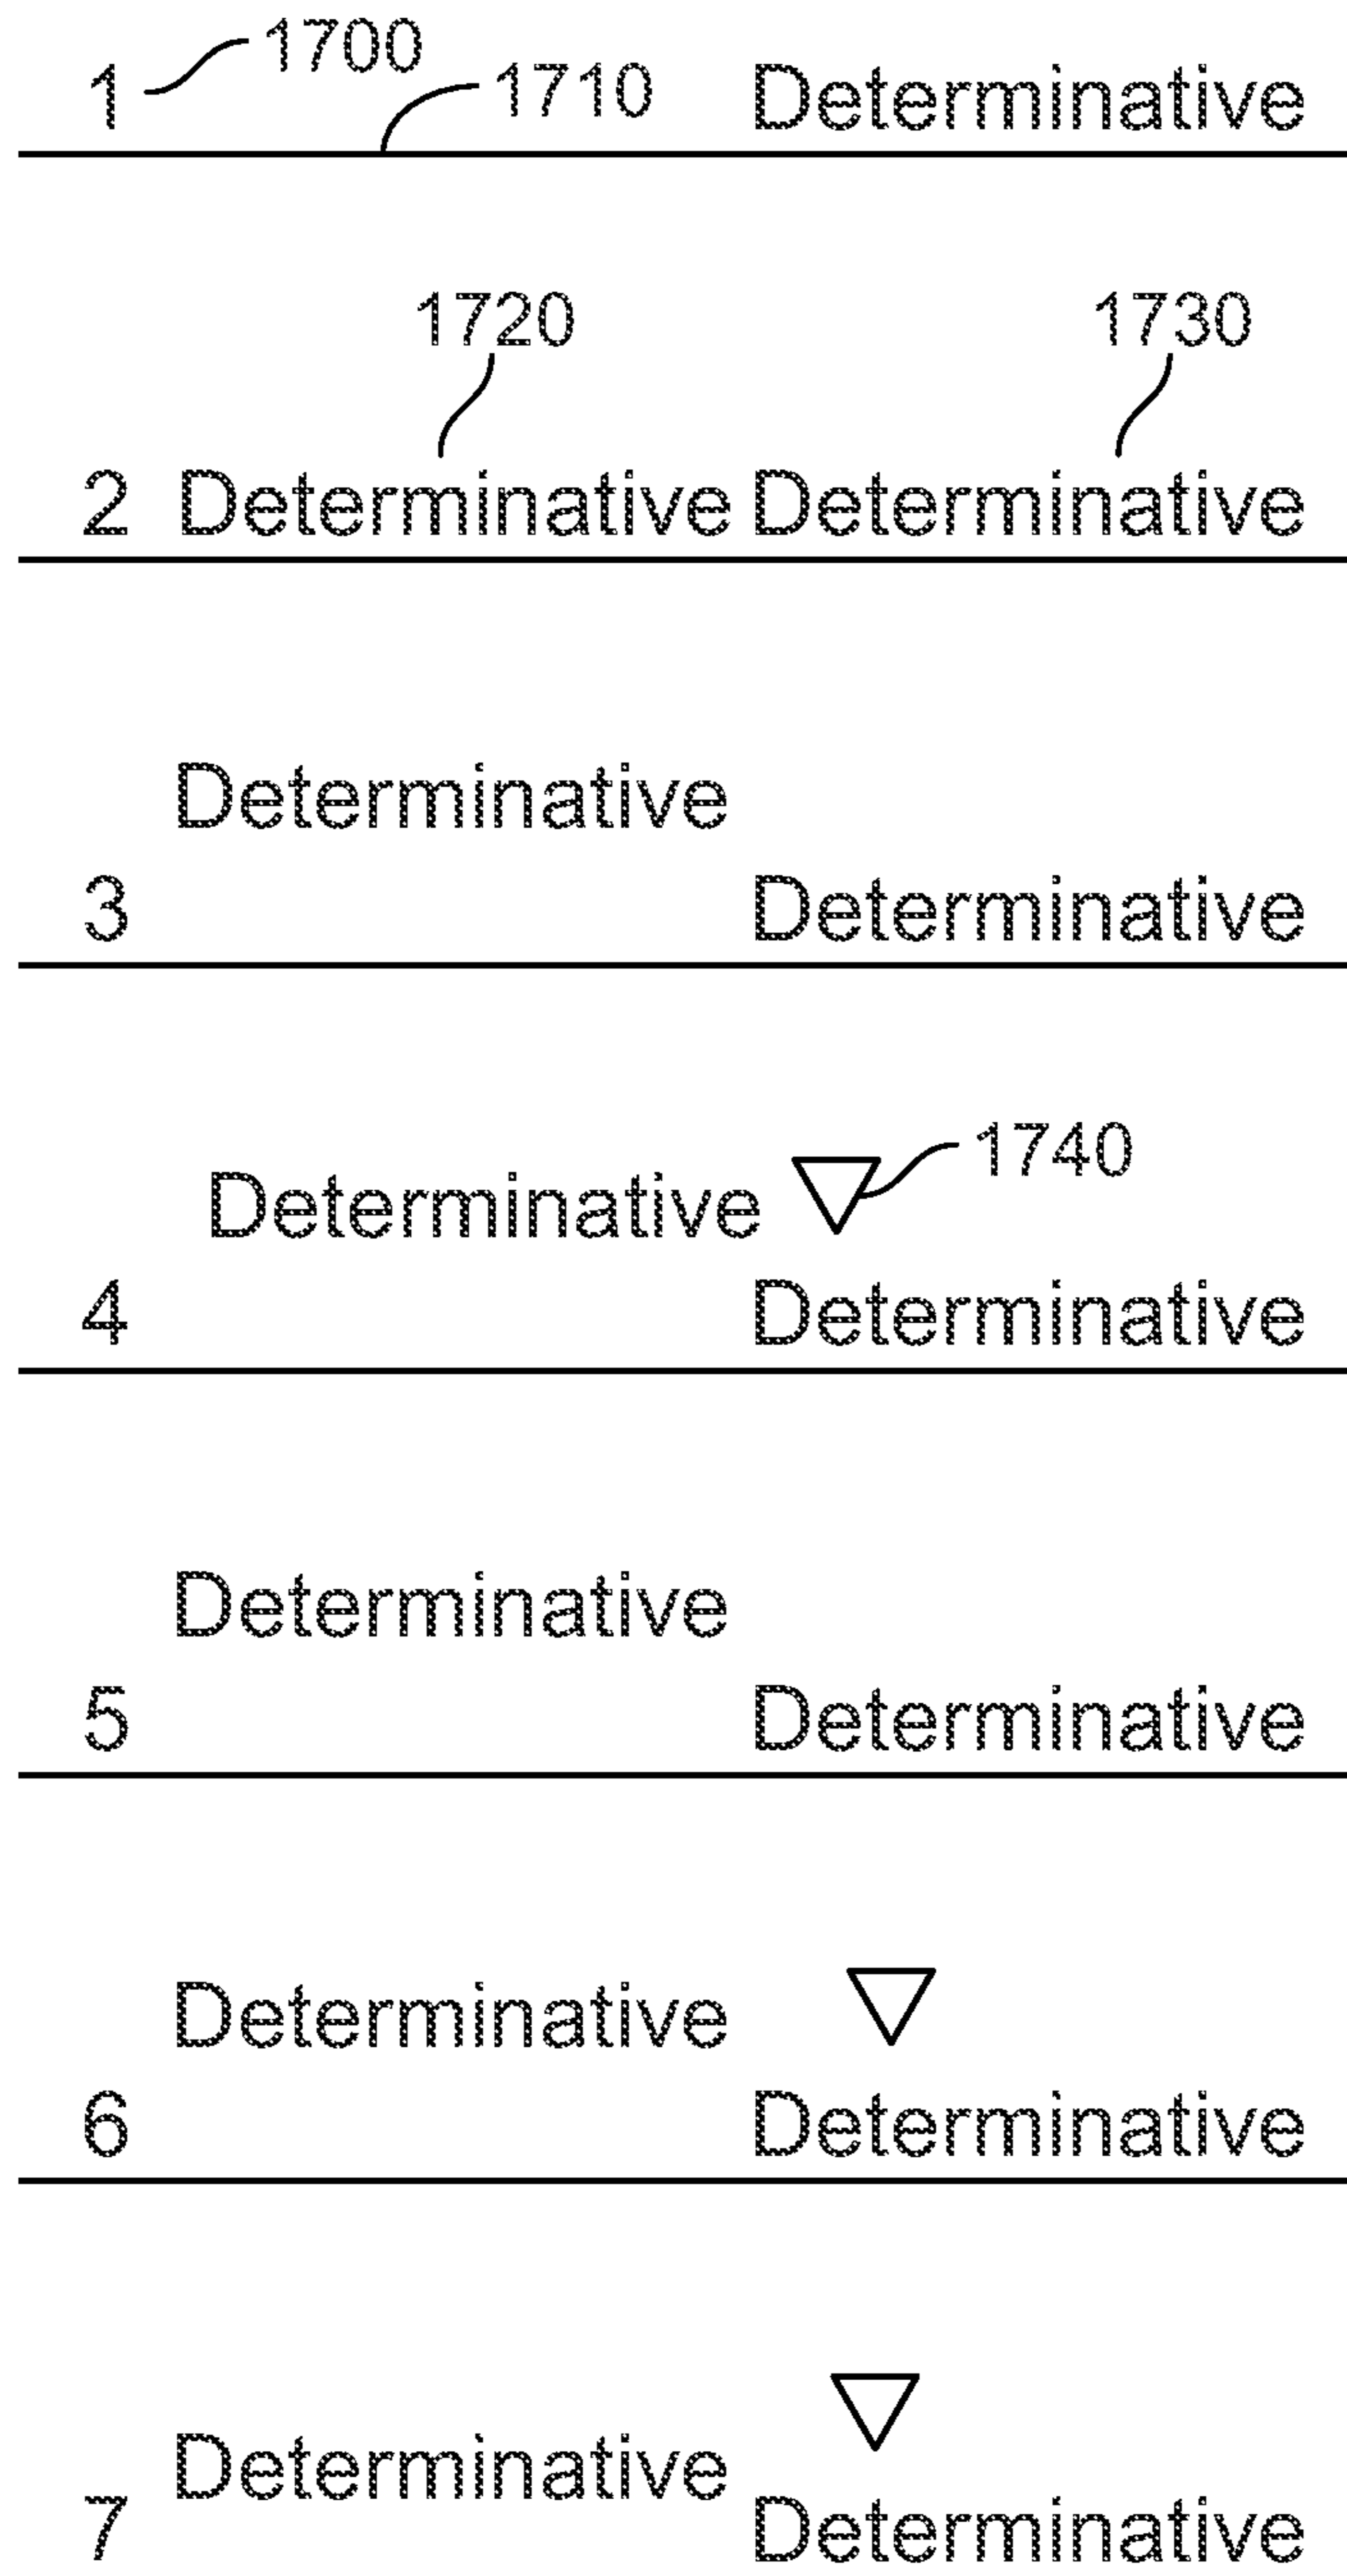 1700
1 1710 Determinative
1720 1730
2 Determinative Determinative
Determinative
3 Determinative
1740
Determinative
4 Determinative
Determinative
5 Determinative
Determinative
6 Determinative
Determinative
7 Determinative